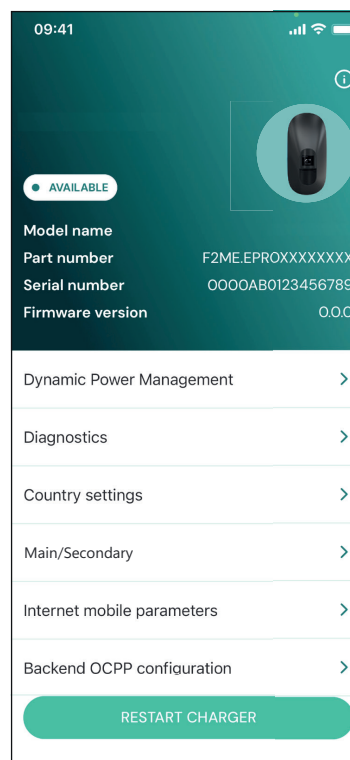 09:41
AVAILABLE
Model name
Part number F2ME.EPROXXXXXXXX
Serial number 0000AB0123456789
Firmware version 0.0.0
Dynamic Power Management
Diagnostics
Country settings
Main/Secondary
Internet mobile parameters
Backend OCPP configuration
RESTART CHARGER